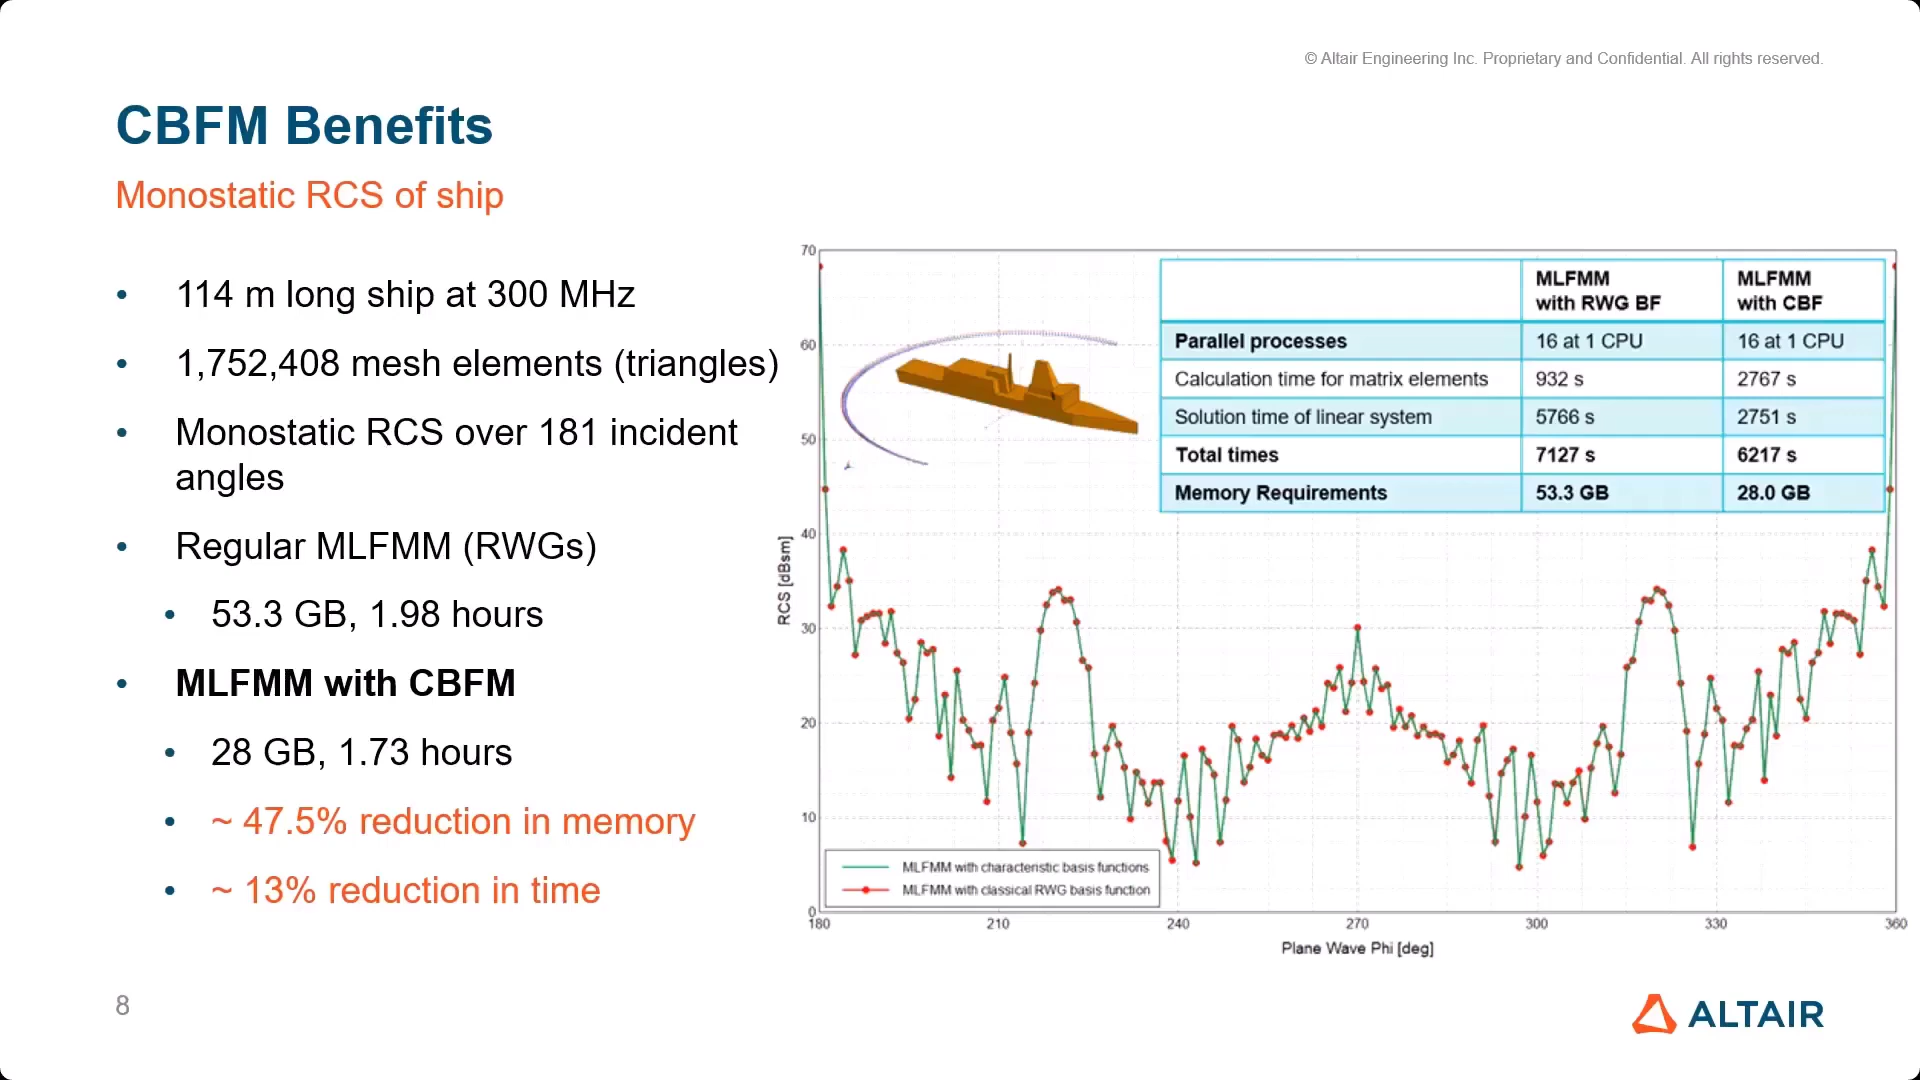 © Altair Engineering Inc. Proprietary and Confidential. All rights reserved.
CBFM Benefits
Monostatic RCS of ship
• 114 m long ship at 300 MHz
• 1,752,408 mesh elements (triangles)
• Monostatic RCS over 181 incident
angles
• Regular MLFMM (RWGs)
• 53.3 GB, 1.98 hours
• MLFMM with CBFM
• 28 GB, 1.73 hours
• ~ 47.5% reduction in memory
• ~ 13% reduction in time
MLFMM with RWG BF MLFMM with CBF
Parallel processes 16 at 1 CPU 16 at 1 CPU
Calculation time for matrix elements 932 s 2767 s
Solution time of linear system 5766 s 2751 s
Total times 7127 s 6217 s
Memory Requirements 53.3 GB 28.0 GB
70
60
50
40
30
20
10
0
RCS [dBsm]
MLFMM with characteristic basis functions
MLFMM with classical RWG basis function
180 210 240 270 300 330 360
Plane Wave Phi [deg]
8
ALTAIR